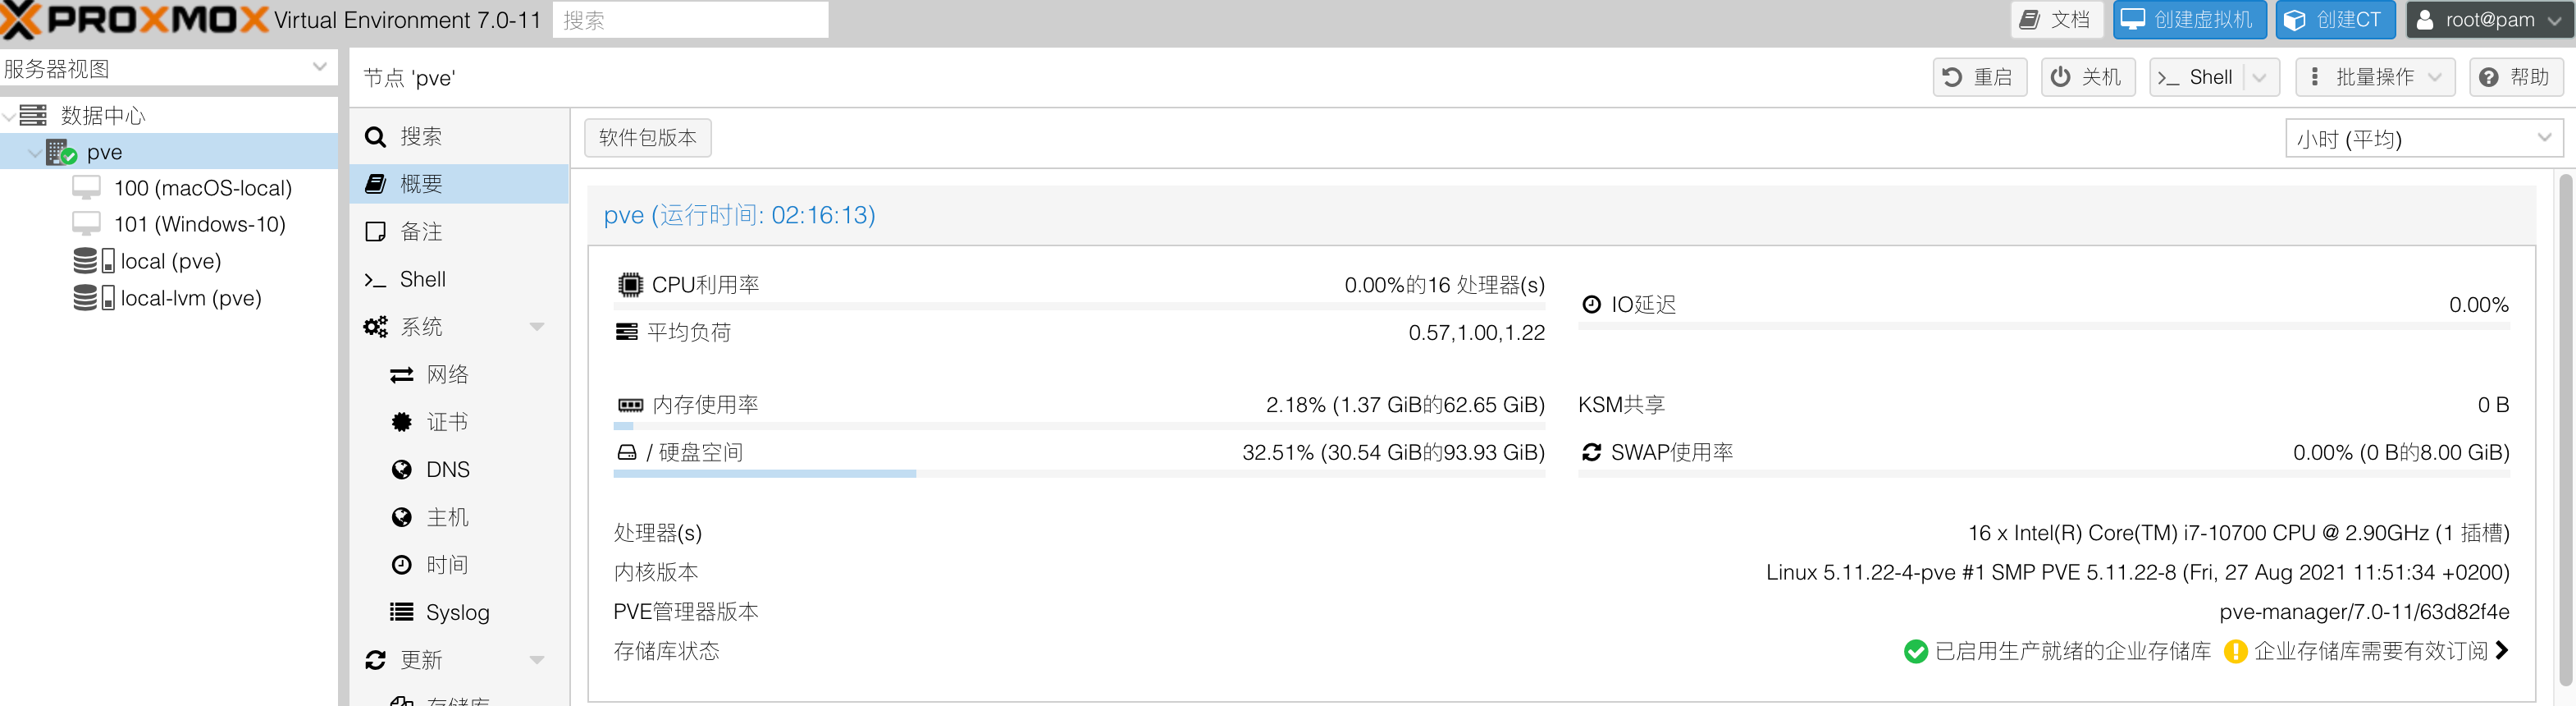 PROXMOX Virtual Environment 7.0-11 搜索 文档 创建虚拟机 创建CT root@pam
服务器视图
数据中心
pve
100 (macOS-local)
101 (Windows-10)
local (pve)
local-lvm (pve)
节点 'pve' 重启 关机 Shell 批量操作 帮助
搜索
概要
备注
Shell
系统
网络
证书
DNS
主机
时间
Syslog
更新
存储库
软件包版本 小时 (平均)
pve (运行时间: 02:16:13)
CPU利用率 0.00%的16 处理器(s)
IO延迟 0.00%
平均负荷 0.57,1.00,1.22
内存使用率 2.18% (1.37 GiB的62.65 GiB)
KSM共享 0 B
/ 硬盘空间 32.51% (30.54 GiB的93.93 GiB)
SWAP使用率 0.00% (0 B的8.00 GiB)
处理器(s) 16 x Intel(R) Core(TM) i7-10700 CPU @ 2.90GHz (1 插槽)
内核版本 Linux 5.11.22-4-pve #1 SMP PVE 5.11.22-8 (Fri, 27 Aug 2021 11:51:34 +0200)
PVE管理器版本 pve-manager/7.0-11/63d82f4e
存储库状态 已启用生产就绪的企业存储库 企业存储库需要有效订阅